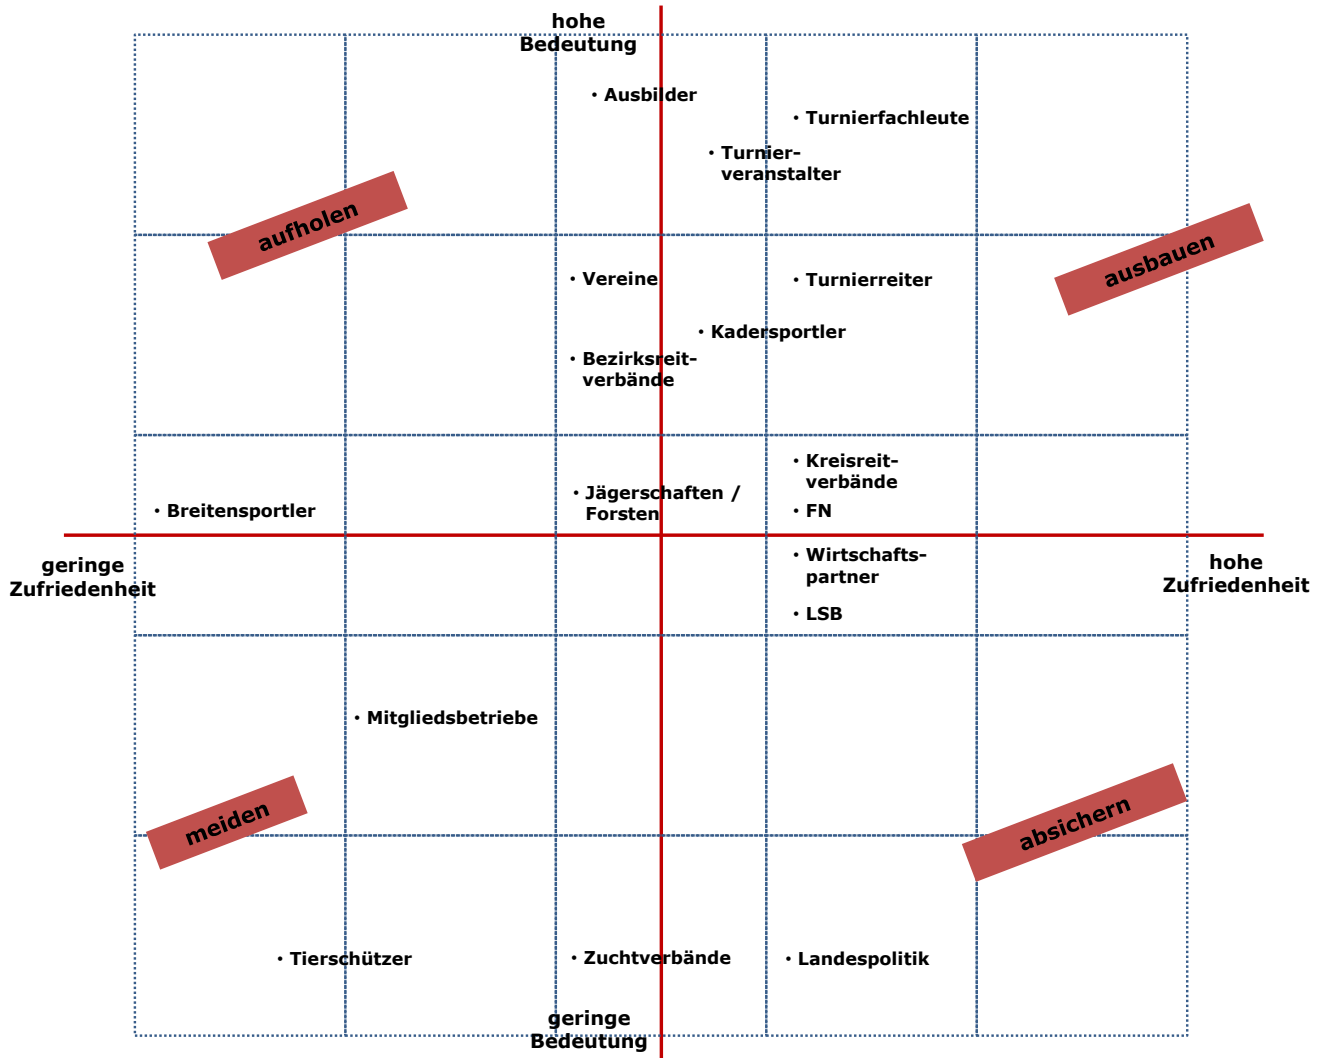 hohe
Bedeutung
• Ausbilder
• Turnierfachleute
• Turnier-
veranstalter
aufholen
ausbauen
• Vereine
• Turnierreiter
• Kadersportler
• Bezirksreit-
verbände
• Kreisreit-
verbände
• Jägerschaften /
Forsten
• Breitensportler
• FN
geringe
Zufriedenheit
hohe
Zufriedenheit
• Wirtschafts-
partner
• LSB
• Mitgliedsbetriebe
meiden
absichern
• Tierschützer
• Zuchtverbände
• Landespolitik
geringe
Bedeutung